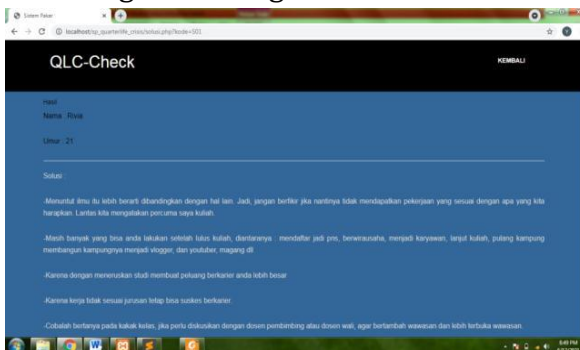 Sistem Pakar
localhost/sp_quarterlife_crisis/solusi.php?kode=S01
QLC-Check
KEMBALI
Nama : Rivai
Umur : 21
Solusi :
-Menuntut ilmu itu lebih berarti dibandingkan dengan hal lain. Jadi, jangan berfikir jika nantinya tidak mendapatkan pekerjaan yang sesuai dengan apa yang kita
harapkan. Lantas kita mengatakan percuma saya kuliah.
-Masih banyak yang bisa anda lakukan setelah lulus kuliah, diantaranya : mendaftar jadi pns, berwirausaha, menjadi karyawan, lanjut kuliah, pulang kampung
membangun kampungnya menjadi vlogger, dan youtuber, magang dll
-Karena dengan meneruskan studi membuat peluang berkarier anda lebih besar
-Karena kerja tidak sesuai jurusan tetap bisa suskes berkarier.
-Cobalah bertanya pada kakak kelas, jika perlu diskusikan dengan dosen pembimbing atau dosen wali, agar bertambah wawasan dan lebih terbuka wawasan.
8:49 PM